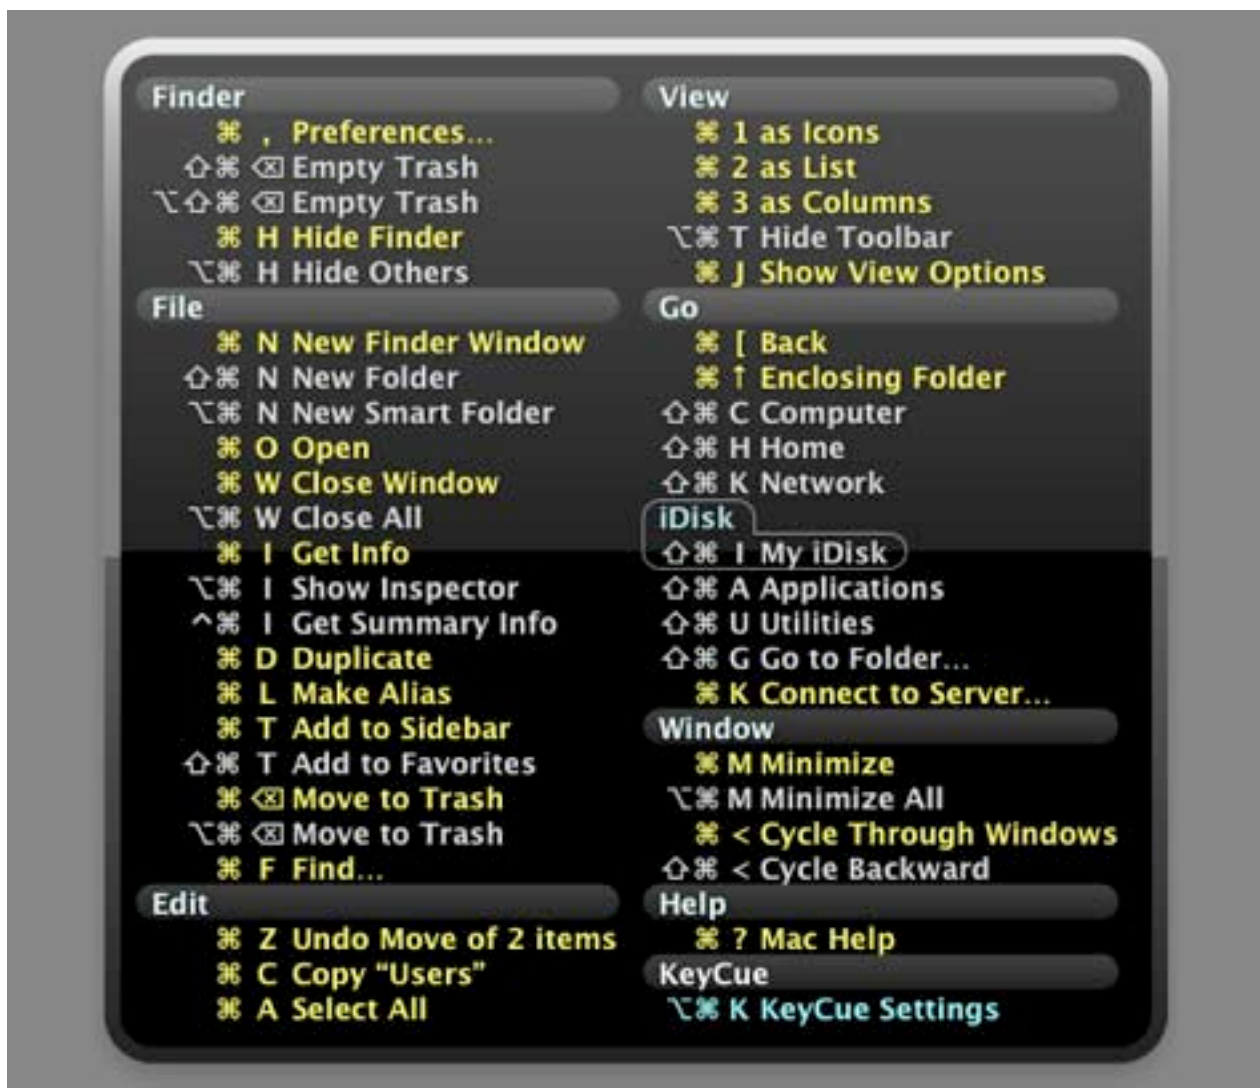 Finder
⌘ , Preferences...
⇧⌘ ⌫ Empty Trash
⌥⇧⌘ ⌫ Empty Trash
⌘ H Hide Finder
⌥⌘ H Hide Others
File
⌘ N New Finder Window
⇧⌘ N New Folder
⌥⌘ N New Smart Folder
⌘ O Open
⌘ W Close Window
⌥⌘ W Close All
⌘ I Get Info
⌥⌘ I Show Inspector
^⌘ I Get Summary Info
⌘ D Duplicate
⌘ L Make Alias
⌘ T Add to Sidebar
⇧⌘ T Add to Favorites
⌘ ⌫ Move to Trash
⌥⌘ ⌫ Move to Trash
⌘ F Find...
Edit
⌘ Z Undo Move of 2 items
⌘ C Copy “Users”
⌘ A Select All
View
⌘ 1 as Icons
⌘ 2 as List
⌘ 3 as Columns
⌥⌘ T Hide Toolbar
⌘ J Show View Options
Go
⌘ [ Back
⌘ ↑ Enclosing Folder
⇧⌘ C Computer
⇧⌘ H Home
⇧⌘ K Network
iDisk
⇧⌘ I My iDisk
⇧⌘ A Applications
⇧⌘ U Utilities
⇧⌘ G Go to Folder...
⌘ K Connect to Server...
Window
⌘ M Minimize
⌥⌘ M Minimize All
⌘ < Cycle Through Windows
⇧⌘ < Cycle Backward
Help
⌘ ? Mac Help
KeyCue
⌥⌘ K KeyCue Settings